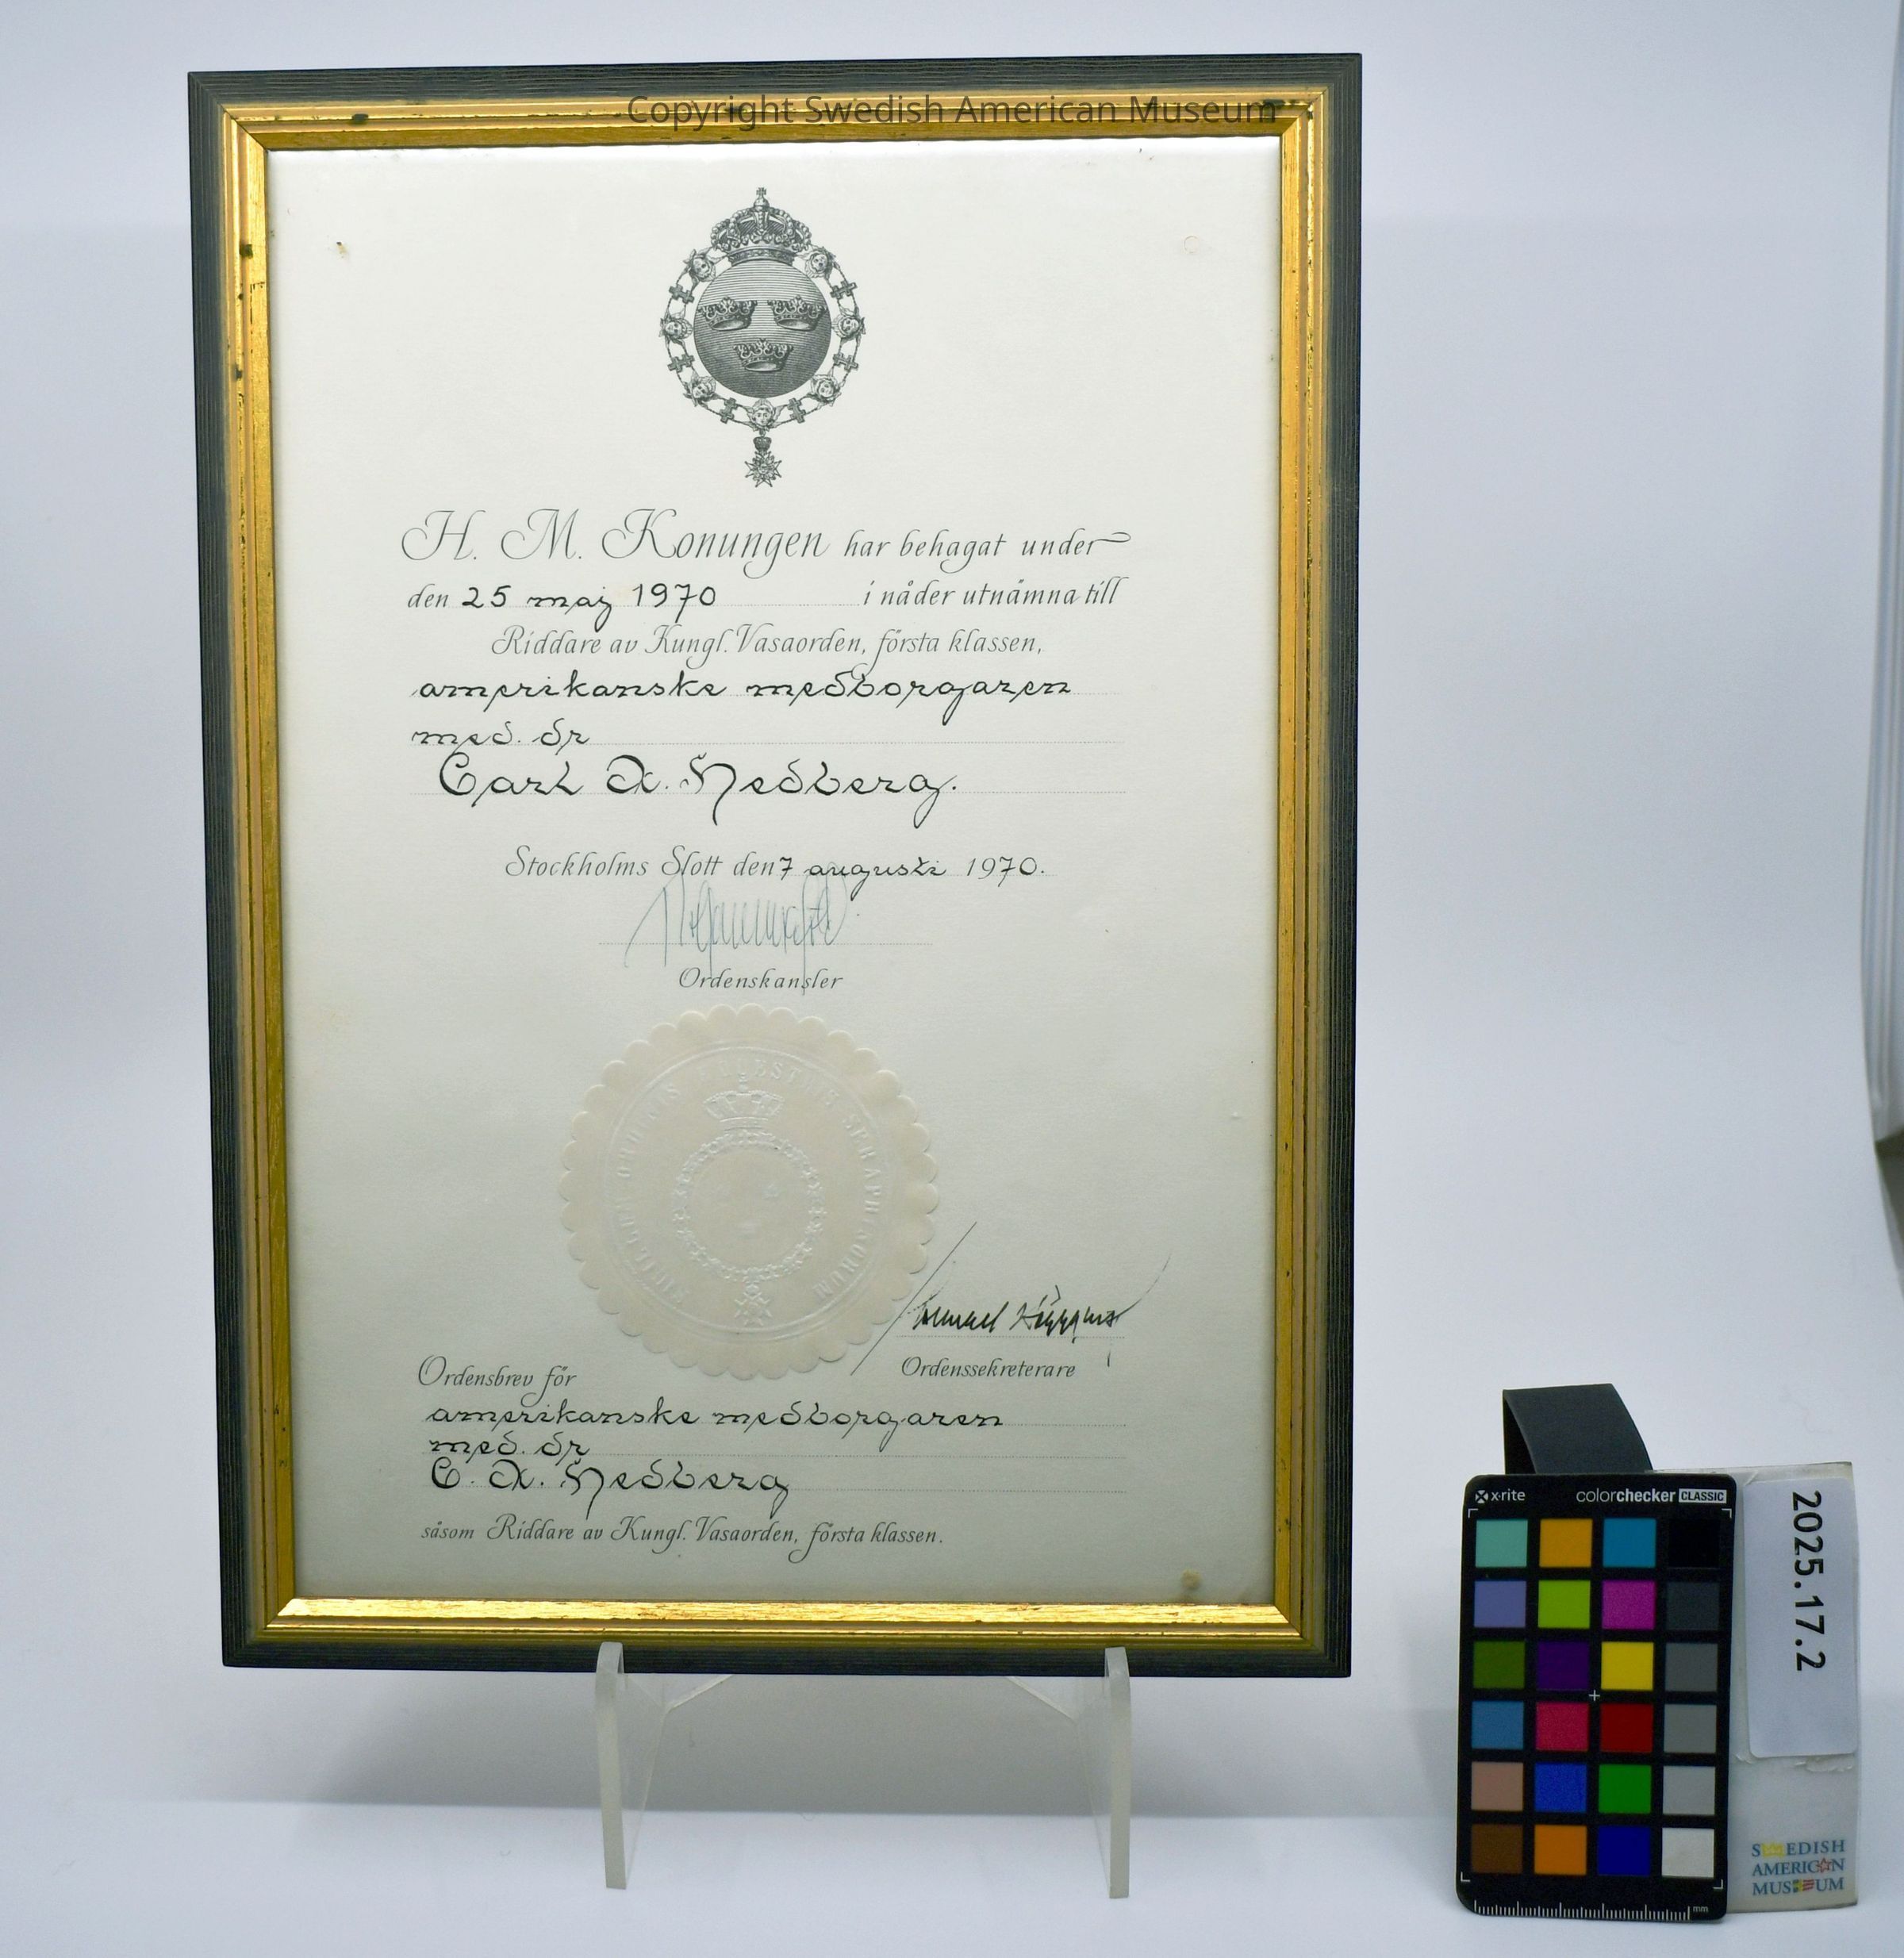 Copyright Swedish American Museum
H. M. Konungen har behagat under
den 25 maj 1970 i nåder utnämna till
Riddare av Kungl. Vasaorden, första klassen,
amerikanske medborgaren
med. dr
Carl A. Hedberg.
Stockholms Slott den 7 augusti 1970.
Ordenskansler
ORDINIS SERAPHINORUM
Ordenssekreterare
Ordensbrev för
amerikanske medborgaren
med. dr
C. A. Hedberg
såsom Riddare av Kungl. Vasaorden, första klassen.
x-rite colorchecker CLASSIC
mm
2025.17.2
SWEDISH
AMERICAN
MUSEUM